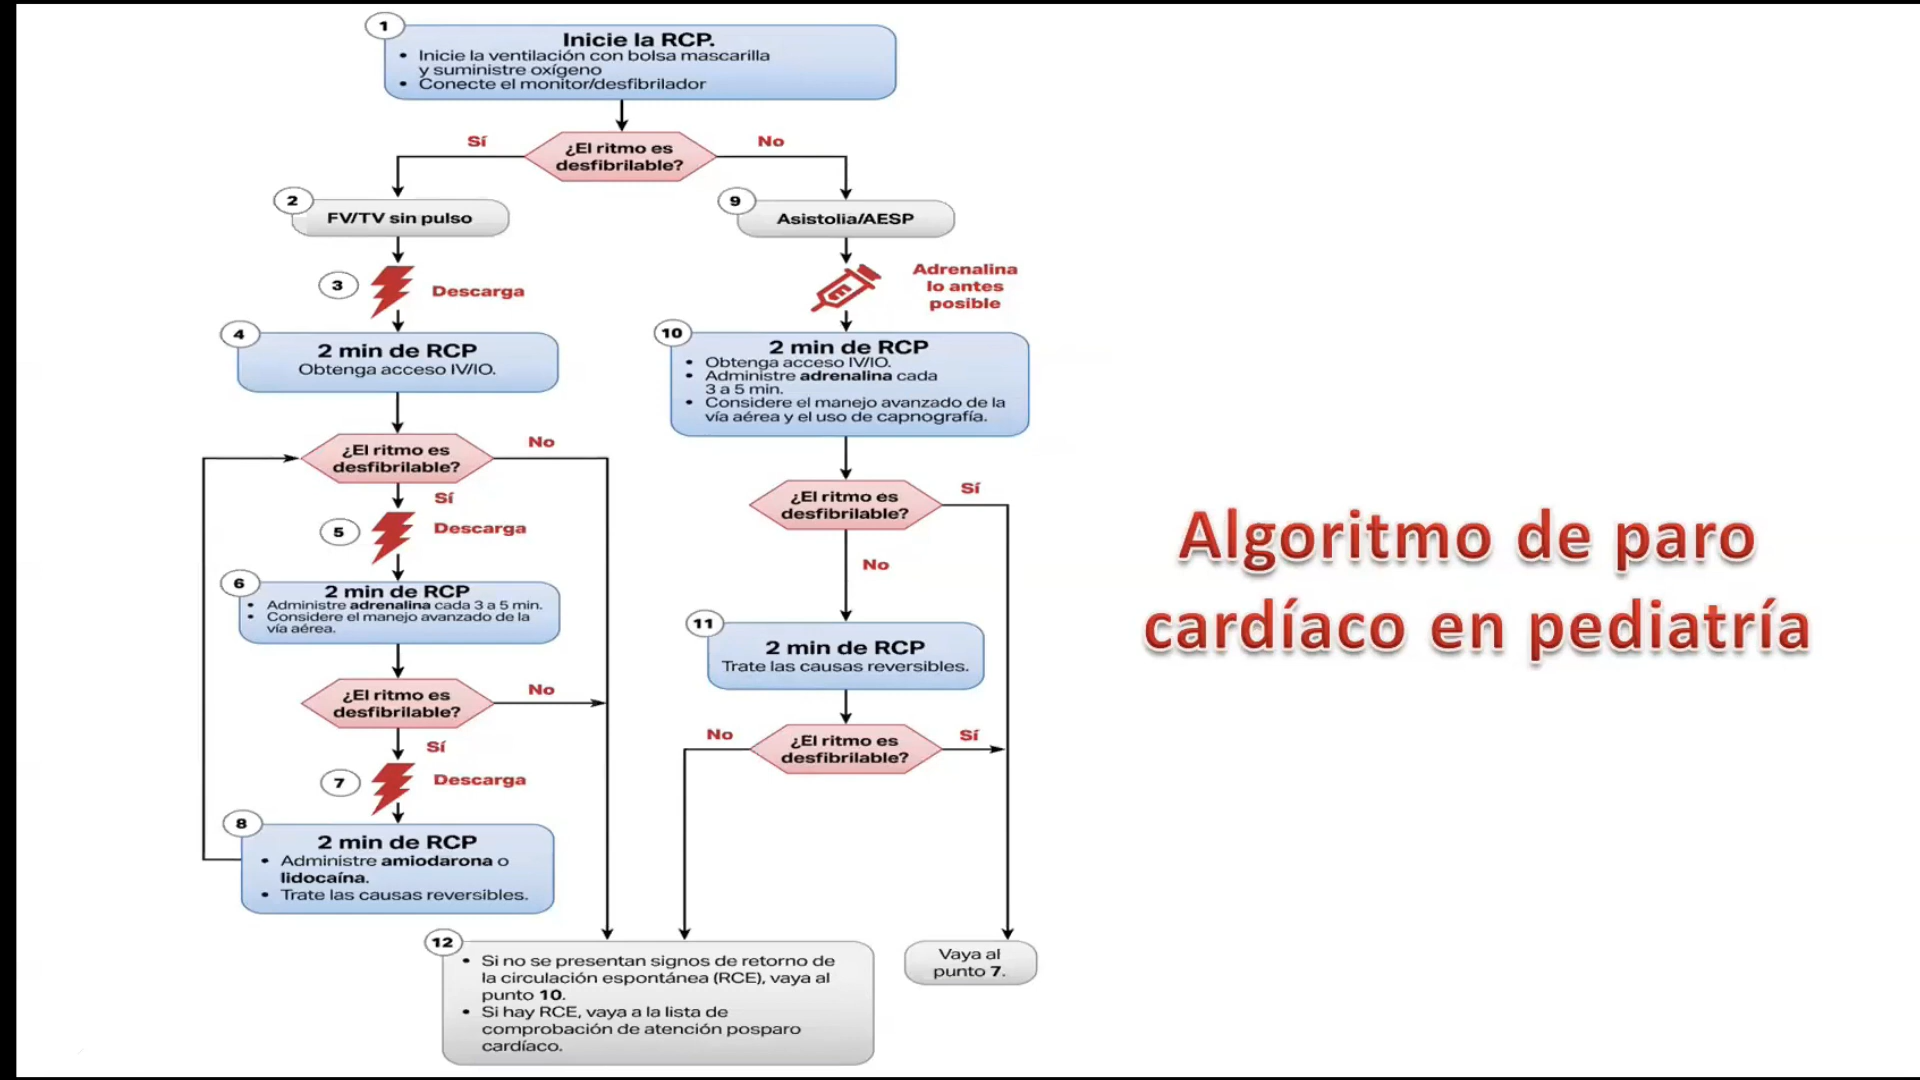 1
Inicie la RCP.
• Inicie la ventilación con bolsa mascarilla
y suministre oxígeno
• Conecte el monitor/desfibrilador
¿El ritmo es
desfibrilable?
Sí
No
2
FV/TV sin pulso
3
Descarga
4
2 min de RCP
Obtenga acceso IV/IO.
¿El ritmo es
desfibrilable?
No
Sí
5
Descarga
6
2 min de RCP
• Administre adrenalina cada 3 a 5 min.
• Considere el manejo avanzado de la
vía aérea.
¿El ritmo es
desfibrilable?
No
Sí
7
Descarga
8
2 min de RCP
• Administre amiodarona o
lidocaína.
• Trate las causas reversibles.
9
Asistolia/AESP
E
Adrenalina
lo antes
posible
10
2 min de RCP
• Obtenga acceso IV/IO.
• Administre adrenalina cada
3 a 5 min.
• Considere el manejo avanzado de la
vía aérea y el uso de capnografía.
¿El ritmo es
desfibrilable?
Sí
No
11
2 min de RCP
Trate las causas reversibles.
¿El ritmo es
desfibrilable?
No
Sí
12
• Si no se presentan signos de retorno de
la circulación espontánea (RCE), vaya al
punto 10.
• Si hay RCE, vaya a la lista de
comprobación de atención posparo
cardíaco.
Vaya al
punto 7.
Algoritmo de paro
cardíaco en pediatría